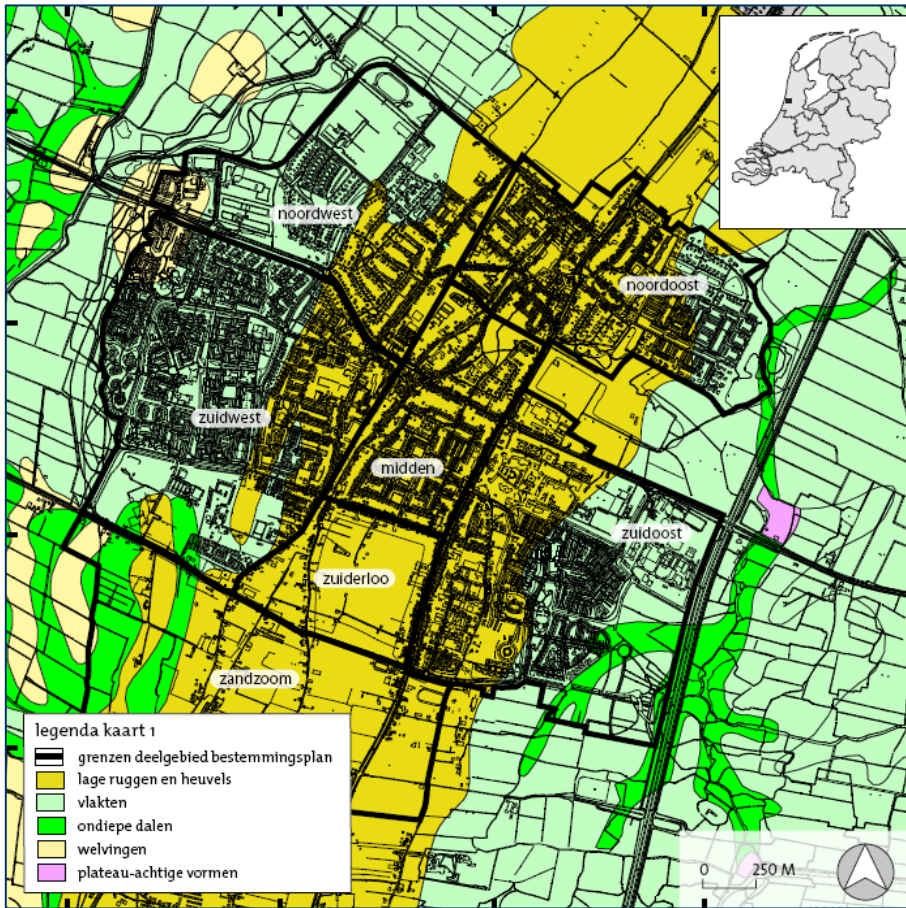 noordwest
noordoost
zuidwest
midden
zuidoost
zuiderloo
zandzoom
legenda kaart 1
grenzen deelgebied bestemmingsplan
lage ruggen en heuvels
vlakten
ondiepe dalen
welvingen
plateau-achtige vormen
0 250 M